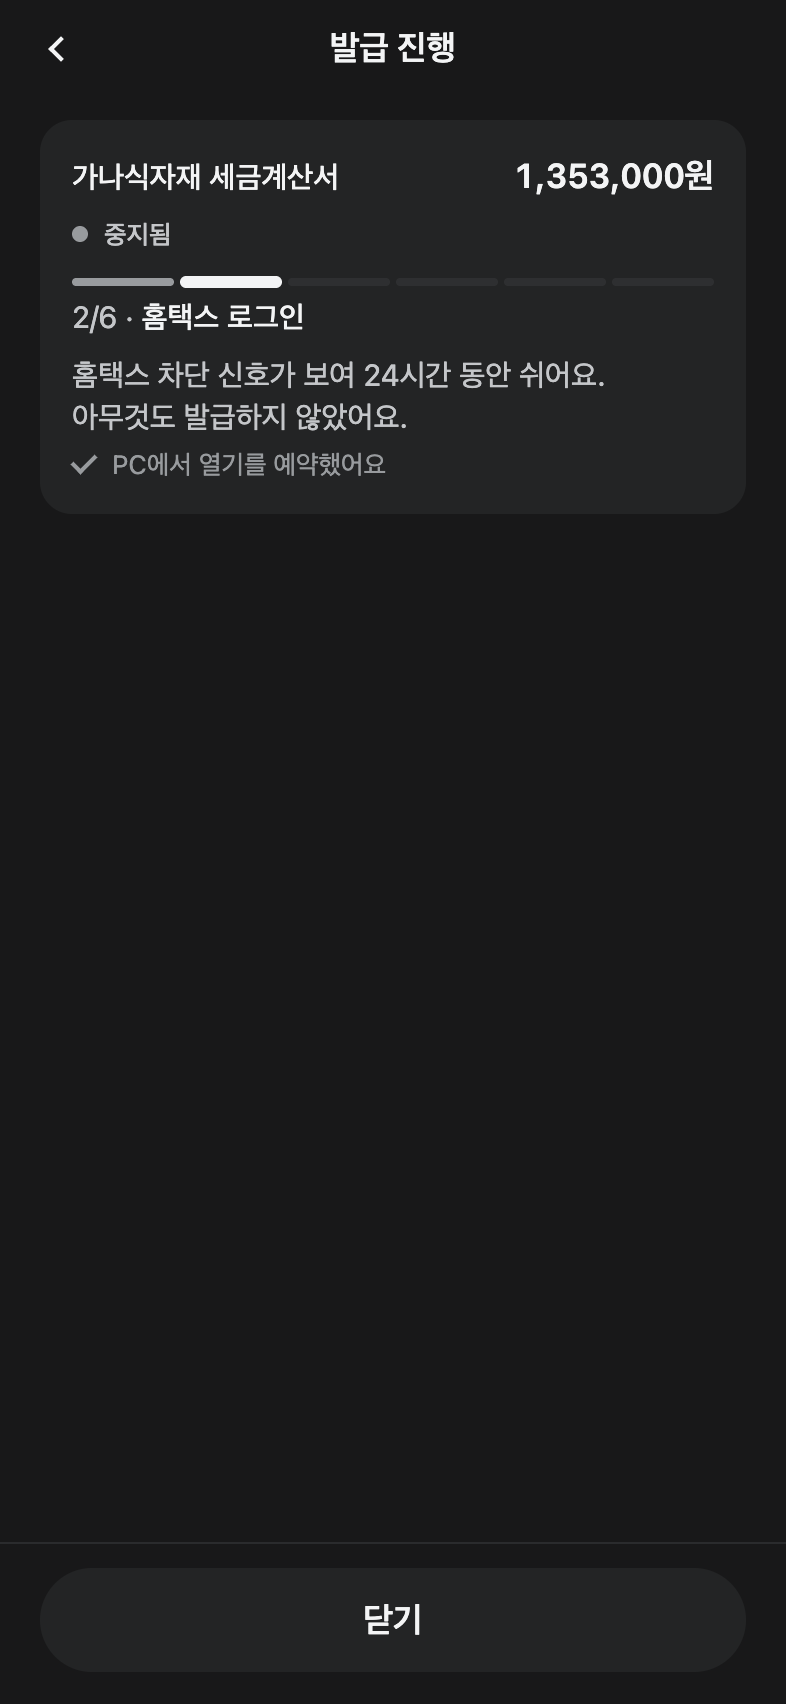 발급 진행
가나식자재 세금계산서 1,353,000원
중지됨
2/6 · 홈택스 로그인
홈택스 차단 신호가 보여 24시간 동안 쉬어요.
아무것도 발급하지 않았어요.
PC에서 열기를 예약했어요
닫기